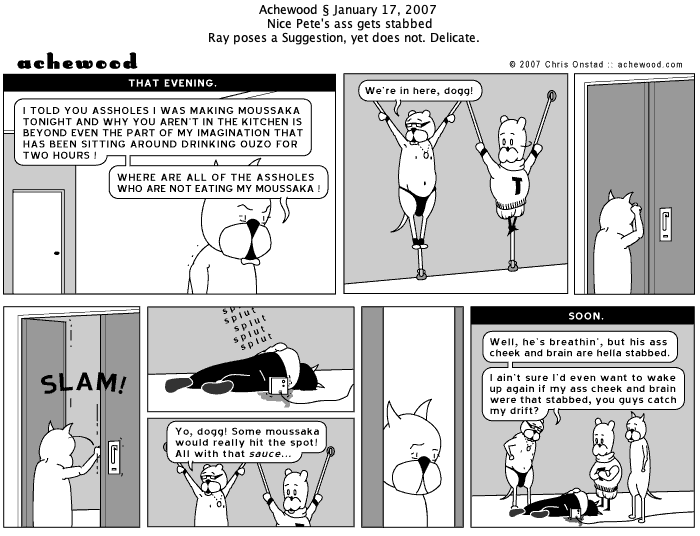 Achewood § January 17, 2007
Nice Pete's ass gets stabbed
Ray poses a Suggestion, yet does not. Delicate.
achewood
© 2007 Chris Onstad :: achewood.com
THAT EVENING.
I TOLD YOU ASSHOLES I WAS MAKING MOUSSAKA
TONIGHT AND WHY YOU AREN'T IN THE KITCHEN IS
BEYOND EVEN THE PART OF MY IMAGINATION THAT
HAS BEEN SITTING AROUND DRINKING OUZO FOR
TWO HOURS !
WHERE ARE ALL OF THE ASSHOLES
WHO ARE NOT EATING MY MOUSSAKA !
We're in here, dogg!
T
SLAM!
splut
splut
splut
splut
Yo, dogg! Some moussaka
would really hit the spot!
All with that sauce...
T
SOON.
Well, he's breathin', but his ass
cheek and brain are hella stabbed.
I ain't sure I'd even want to wake
up again if my ass cheek and brain
were that stabbed, you guys catch
my drift?